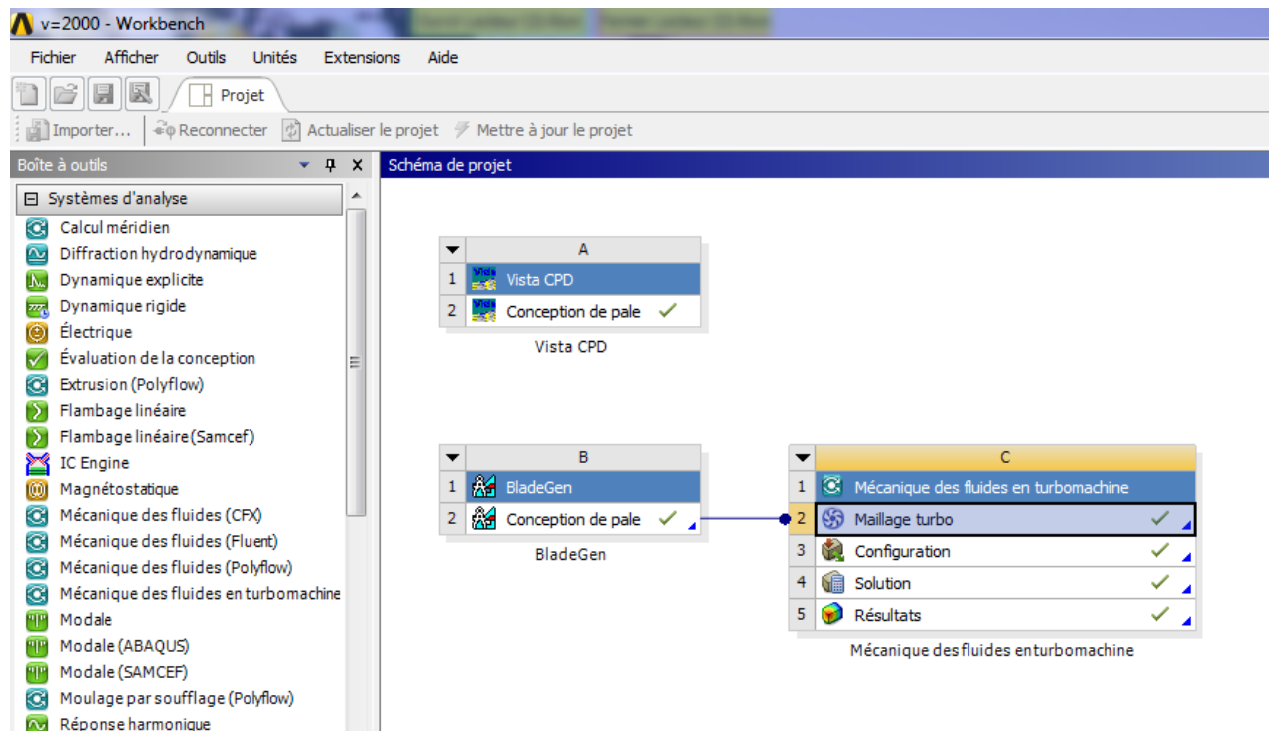 v=2000 - Workbench
Fichier Afficher Outils Unités Extensions Aide
Projet
Importer... Reconnecter Actualiser le projet Mettre à jour le projet
Boîte à outils
Schéma de projet
Systèmes d'analyse
Calcul méridien
Diffraction hydrodynamique
Dynamique explicite
Dynamique rigide
Électrique
Évaluation de la conception
Extrusion (Polyflow)
Flambage linéaire
Flambage linéaire (Samcef)
IC Engine
Magnétostatique
Mécanique des fluides (CFX)
Mécanique des fluides (Fluent)
Mécanique des fluides (Polyflow)
Mécanique des fluides en turbomachine
Modale
Modale (ABAQUS)
Modale (SAMCEF)
Moulage par soufflage (Polyflow)
Réponse harmonique
A
1 Vista CPD
2 Conception de pale
Vista CPD
B
1 BladeGen
2 Conception de pale
BladeGen
C
1 Mécanique des fluides en turbomachine
2 Maillage turbo
3 Configuration
4 Solution
5 Résultats
Mécanique des fluides en turbomachine